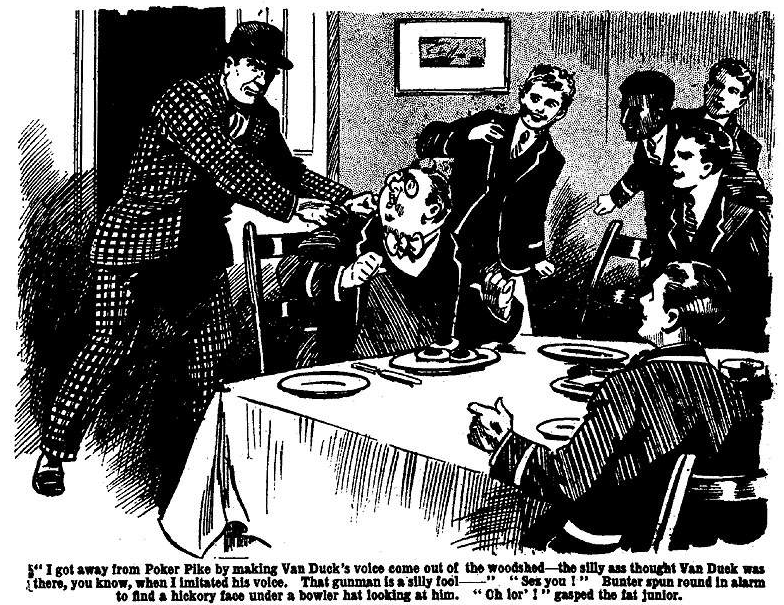 "I got away from Poker Pike by making Van Duck's voice come out of the woodshed—the silly ass thought Van Duck was
there, you know, when I imitated his voice. That gunman is a silly fool——" "Sez you!" Bunter spun round in alarm
to find a hickory face under a bowler hat looking at him. "Oh lor'!" gasped the fat junior.